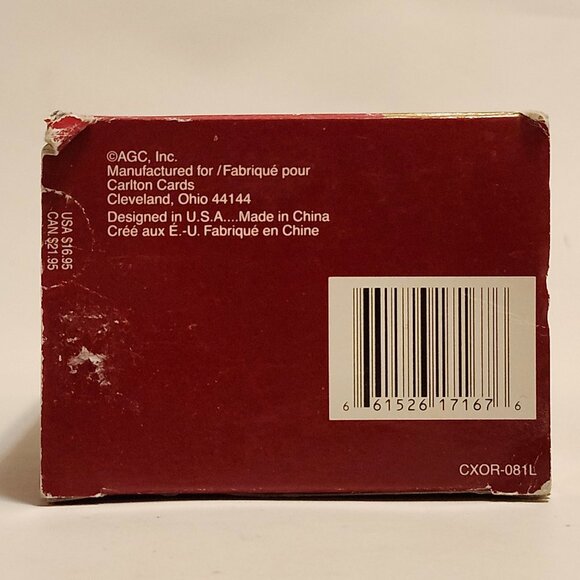 ©AGC, Inc.
Manufactured for / Fabriqué pour
Carlton Cards
Cleveland, Ohio 44144
Designed in U.S.A....Made in China
Créé aux É.-U. Fabriqué en Chine
USA $16.95
CAN. $21.95
6 61526 17167 6
CXOR-081L